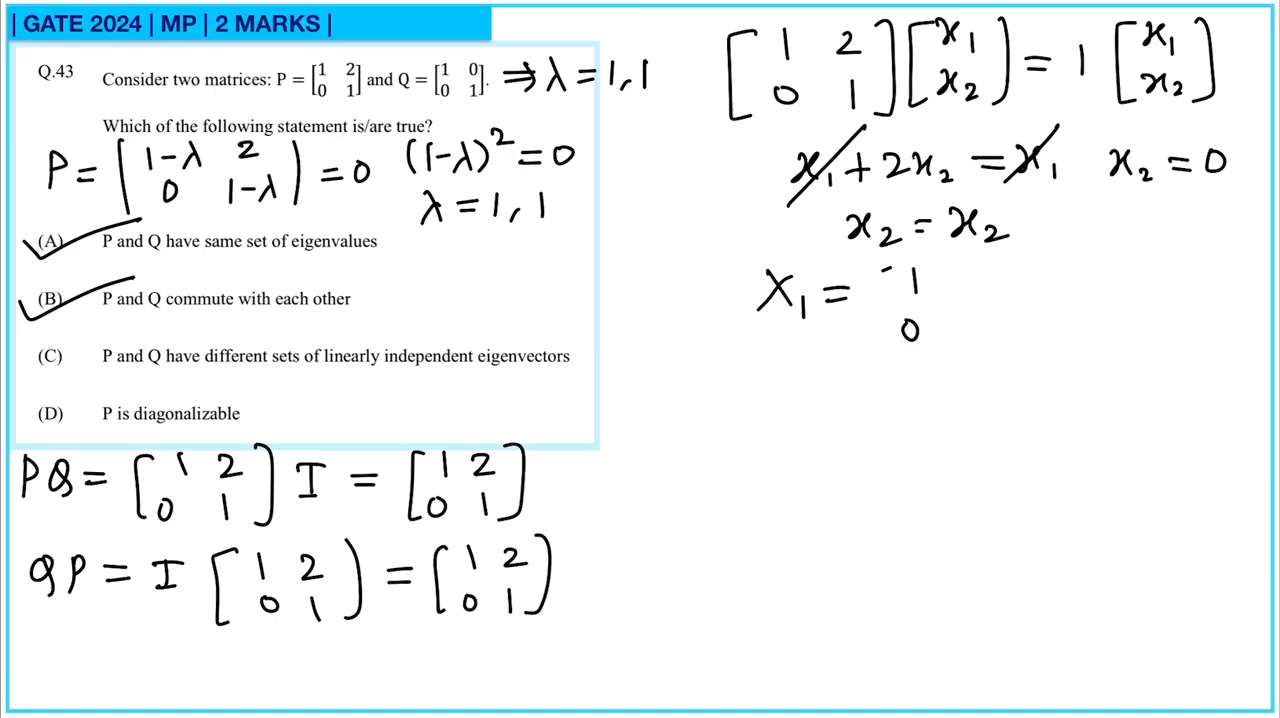 | GATE 2024 | MP | 2 MARKS |
Q.43 Consider two matrices: P = [1 2 0 1] and Q = [1 0 0 1]. ⇒ λ = 1, 1
Which of the following statement is/are true?
P = [1-λ 2 0 1-λ] = 0 (1-λ)² = 0
λ = 1, 1
(A) P and Q have same set of eigenvalues
(B) P and Q commute with each other
(C) P and Q have different sets of linearly independent eigenvectors
(D) P is diagonalizable
PQ = [1 2 0 1] I = [1 2 0 1]
QP = I [1 2 0 1] = [1 2 0 1]
[1 2 0 1] [x₁ x₂] = 1 [x₁ x₂]
x₁ + 2x₂ = x₁ x₂ = 0
x₂ = x₂
X₁ = 1 0